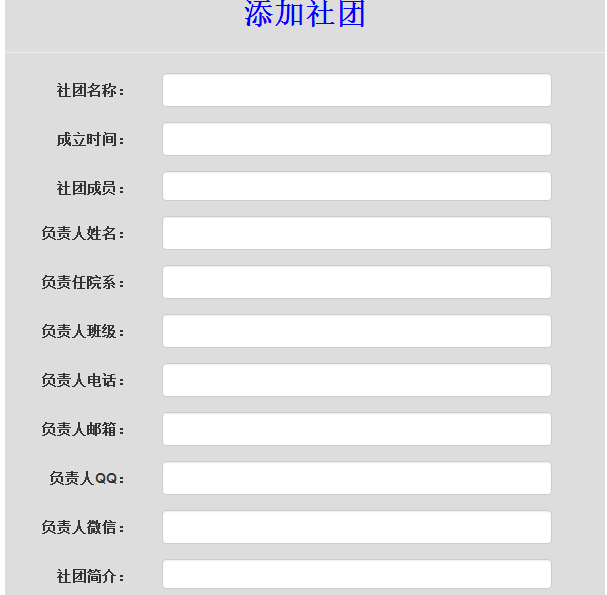 添加社团
社团名称：
成立时间：
社团成员：
负责人姓名：
负责任院系：
负责人班级：
负责人电话：
负责人邮箱：
负责人QQ：
负责人微信：
社团简介：